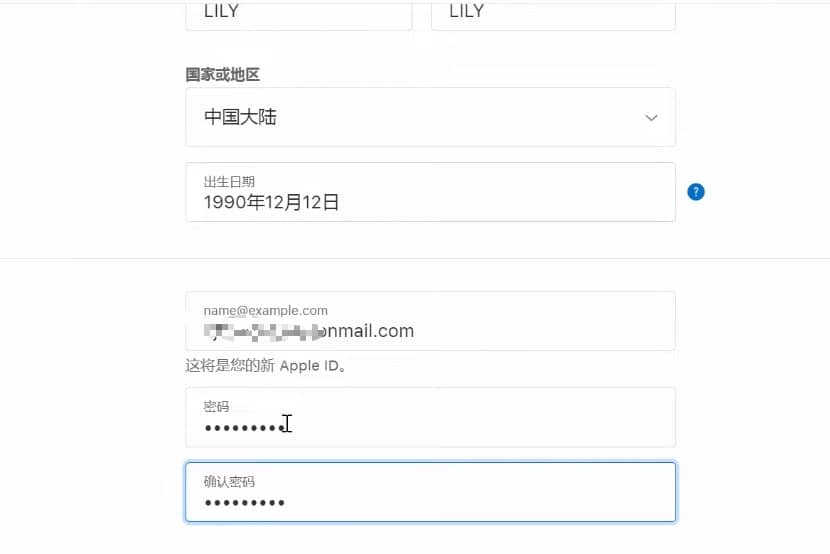 LILY LILY
国家或地区
中国大陆
出生日期
1990年12月12日
?
name@example.com
onmail.com
这将是您的新 Apple ID。
密码
•••••••••
确认密码
•••••••••